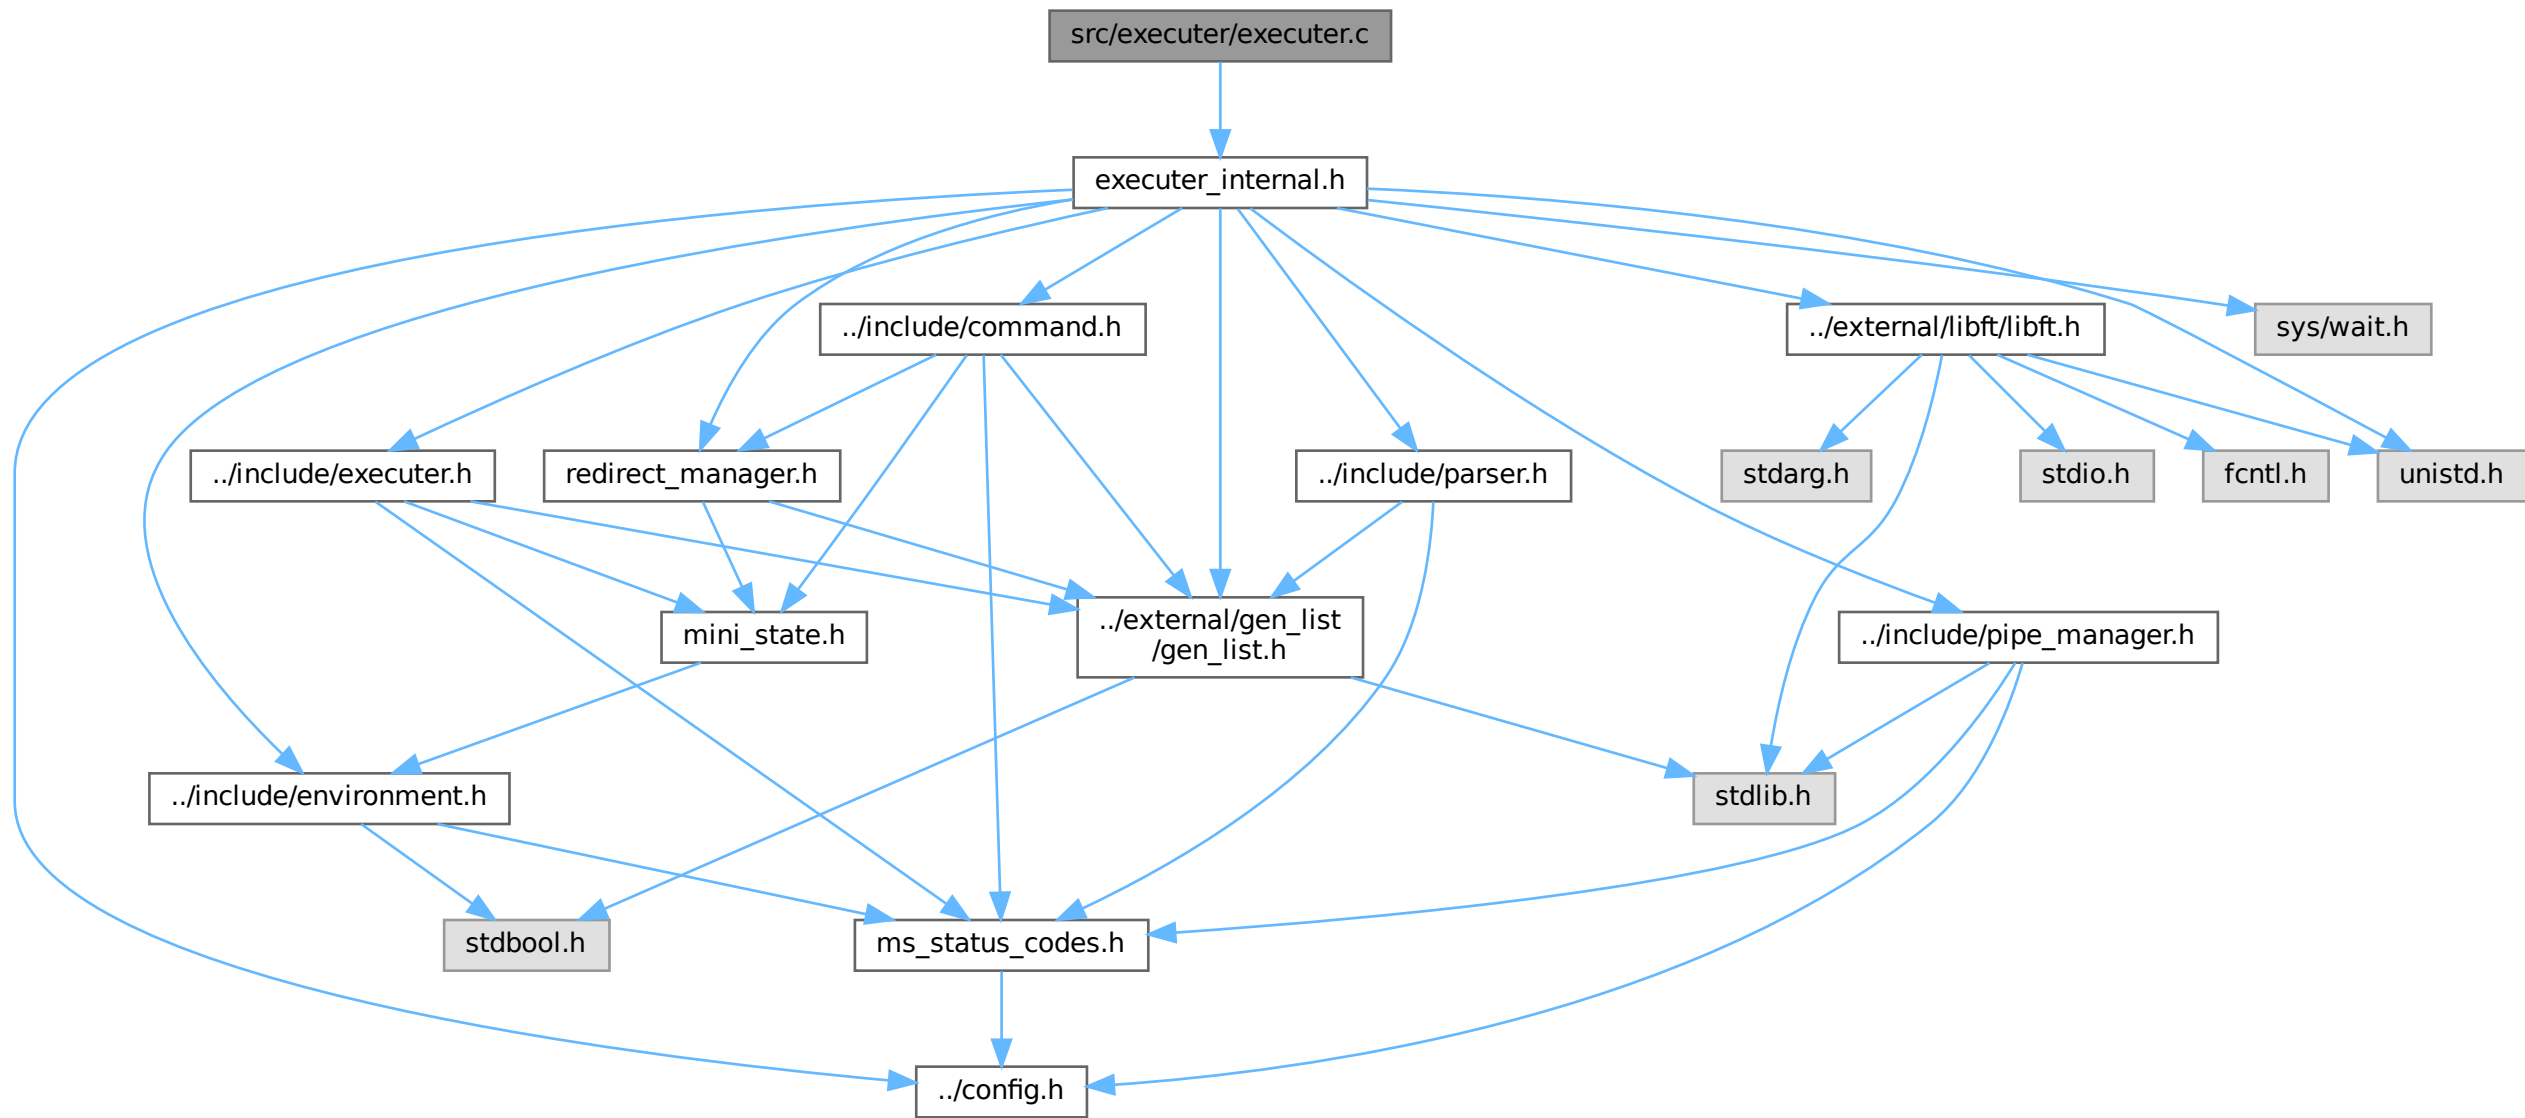 src/executer/executer.c
executer_internal.h
../include/command.h
../external/libft/libft.h
sys/wait.h
../include/executer.h
redirect_manager.h
../include/parser.h
stdarg.h
stdio.h
fcntl.h
unistd.h
mini_state.h
../external/gen_list
/gen_list.h
../include/pipe_manager.h
../include/environment.h
stdlib.h
stdbool.h
ms_status_codes.h
../config.h